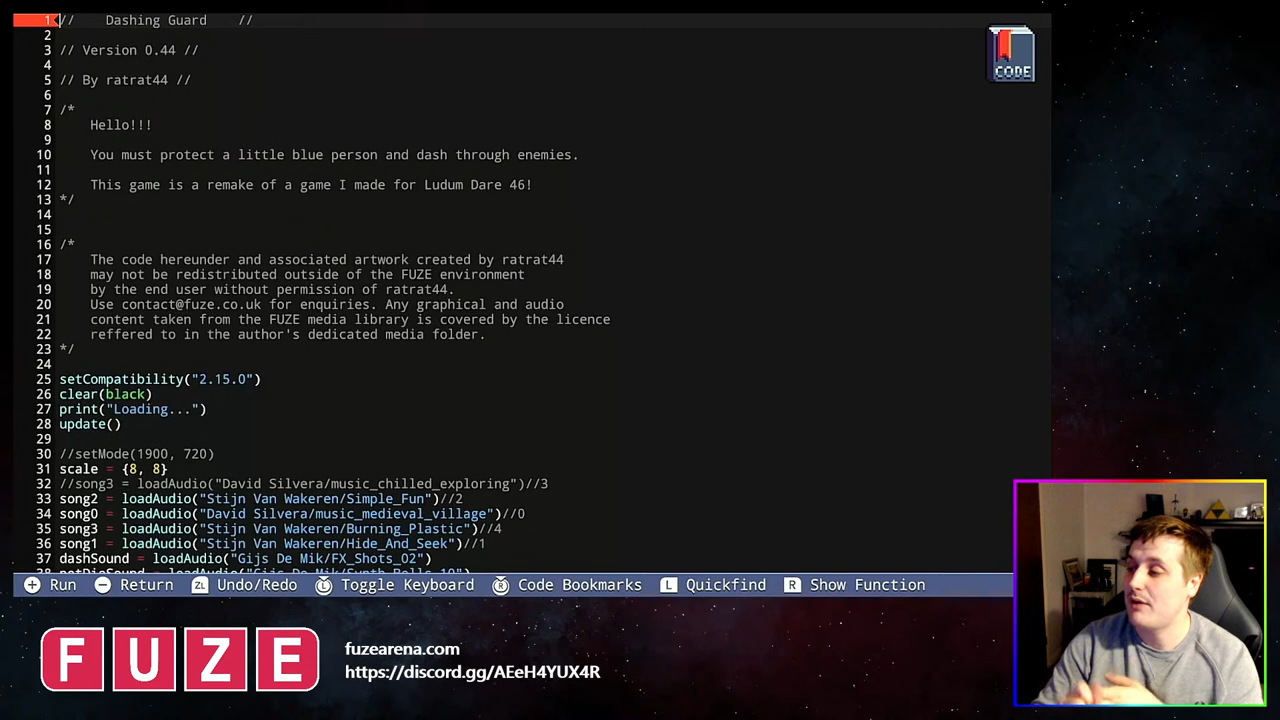 1 //    Dashing Guard    //
2
3 // Version 0.44 //
4
5 // By ratrat44 //
6
7 /*
8     Hello!!!
9
10     You must protect a little blue person and dash through enemies.
11
12     This game is a remake of a game I made for Ludum Dare 46!
13 */
14
15
16 /*
17     The code hereunder and associated artwork created by ratrat44
18     may not be redistributed outside of the FUZE environment
19     by the end user without permission of ratrat44.
20     Use contact@fuze.co.uk for enquiries. Any graphical and audio
21     content taken from the FUZE media library is covered by the licence
22     reffered to in the author's dedicated media folder.
23 */
24
25 setCompatibility("2.15.0")
26 clear(black)
27 print("Loading...")
28 update()
29
30 //setMode(1900, 720)
31 scale = {8, 8}
32 //song3 = loadAudio("David Silvera/music_chilled_exploring")//3
33 song2 = loadAudio("Stijn Van Wakeren/Simple_Fun")//2
34 song0 = loadAudio("David Silvera/music_medieval_village")//0
35 song3 = loadAudio("Stijn Van Wakeren/Burning_Plastic")//4
36 song1 = loadAudio("Stijn Van Wakeren/Hide_And_Seek")//1
37 dashSound = loadAudio("Gijs De Mik/FX_Shots_02")
CODE
+ Run − Return ZL Undo/Redo L Toggle Keyboard R Code Bookmarks L Quickfind R Show Function
FUZE
fuzearena.com
https://discord.gg/AEeH4YUX4R